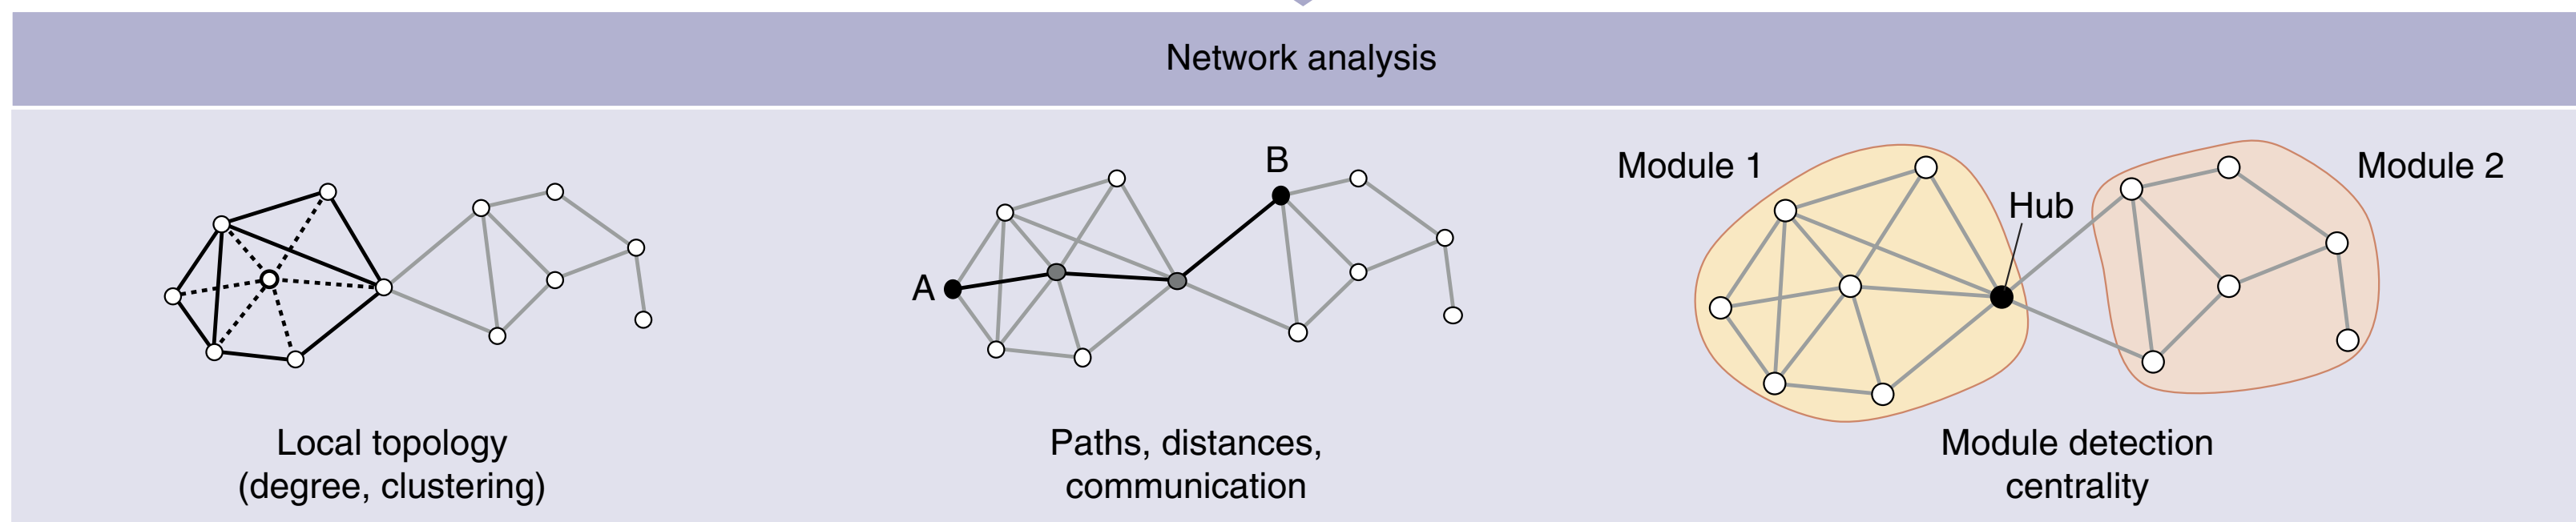 Network analysis
Module 1
Hub
Module 2
A
B
Local topology
(degree, clustering)
Paths, distances,
communication
Module detection
centrality